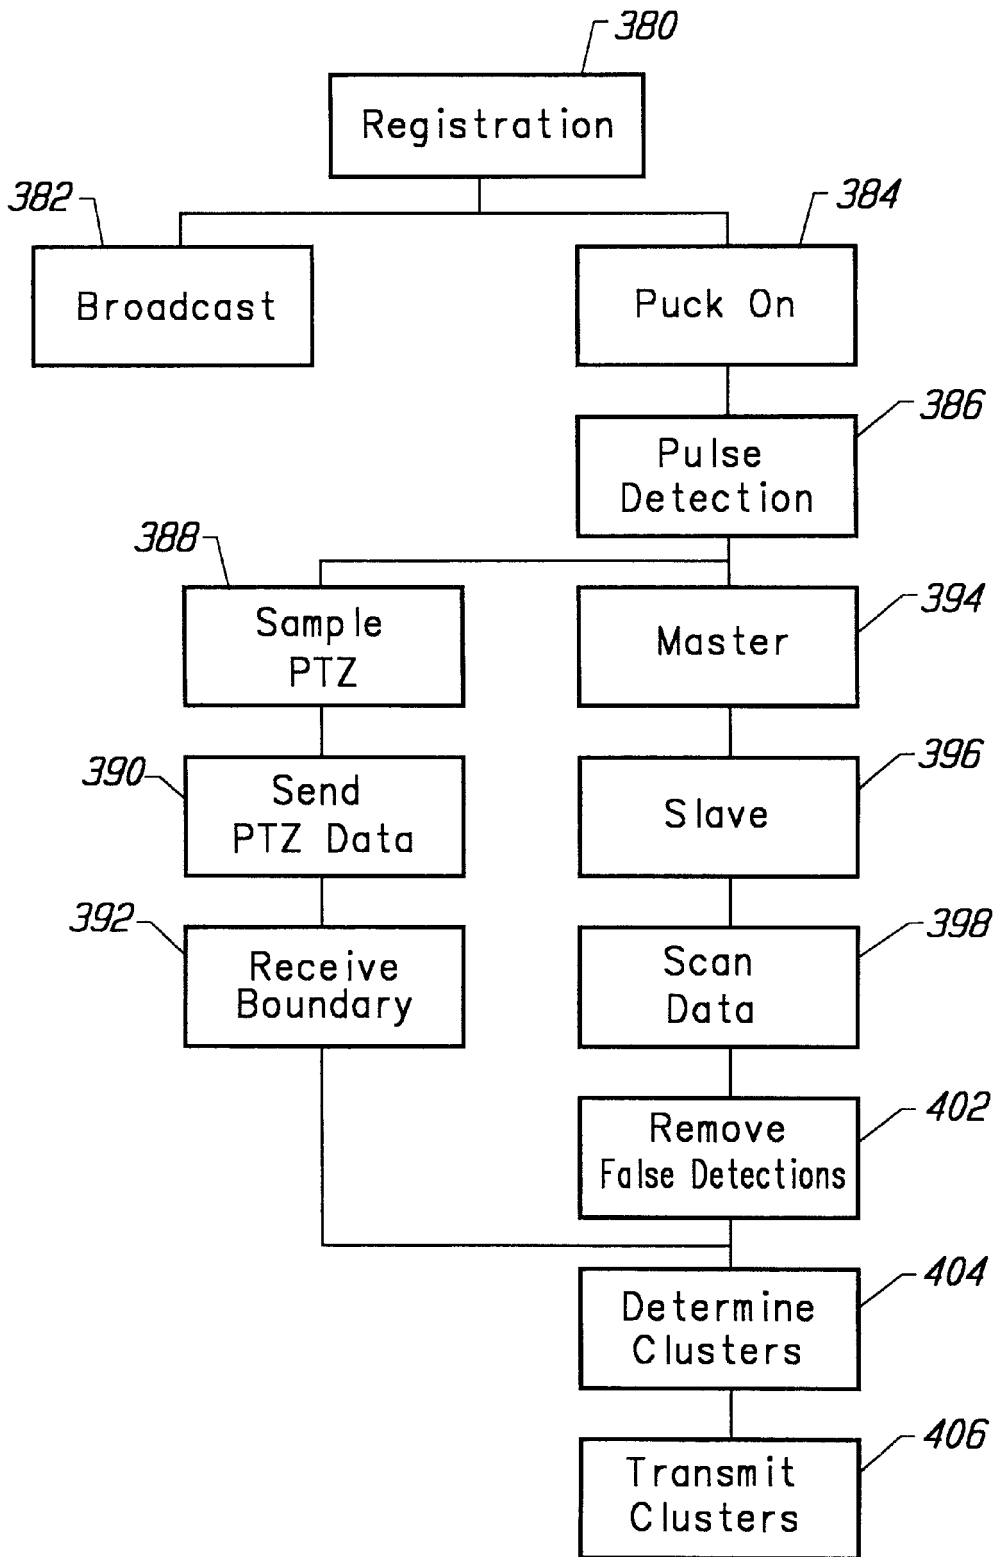 380
Registration
382
384
Broadcast
Puck On
386
Pulse
Detection
388
394
Sample
PTZ
Master
390
396
Send
PTZ Data
Slave
392
398
Receive
Boundary
Scan
Data
402
Remove
False Detections
404
Determine
Clusters
406
Transmit
Clusters